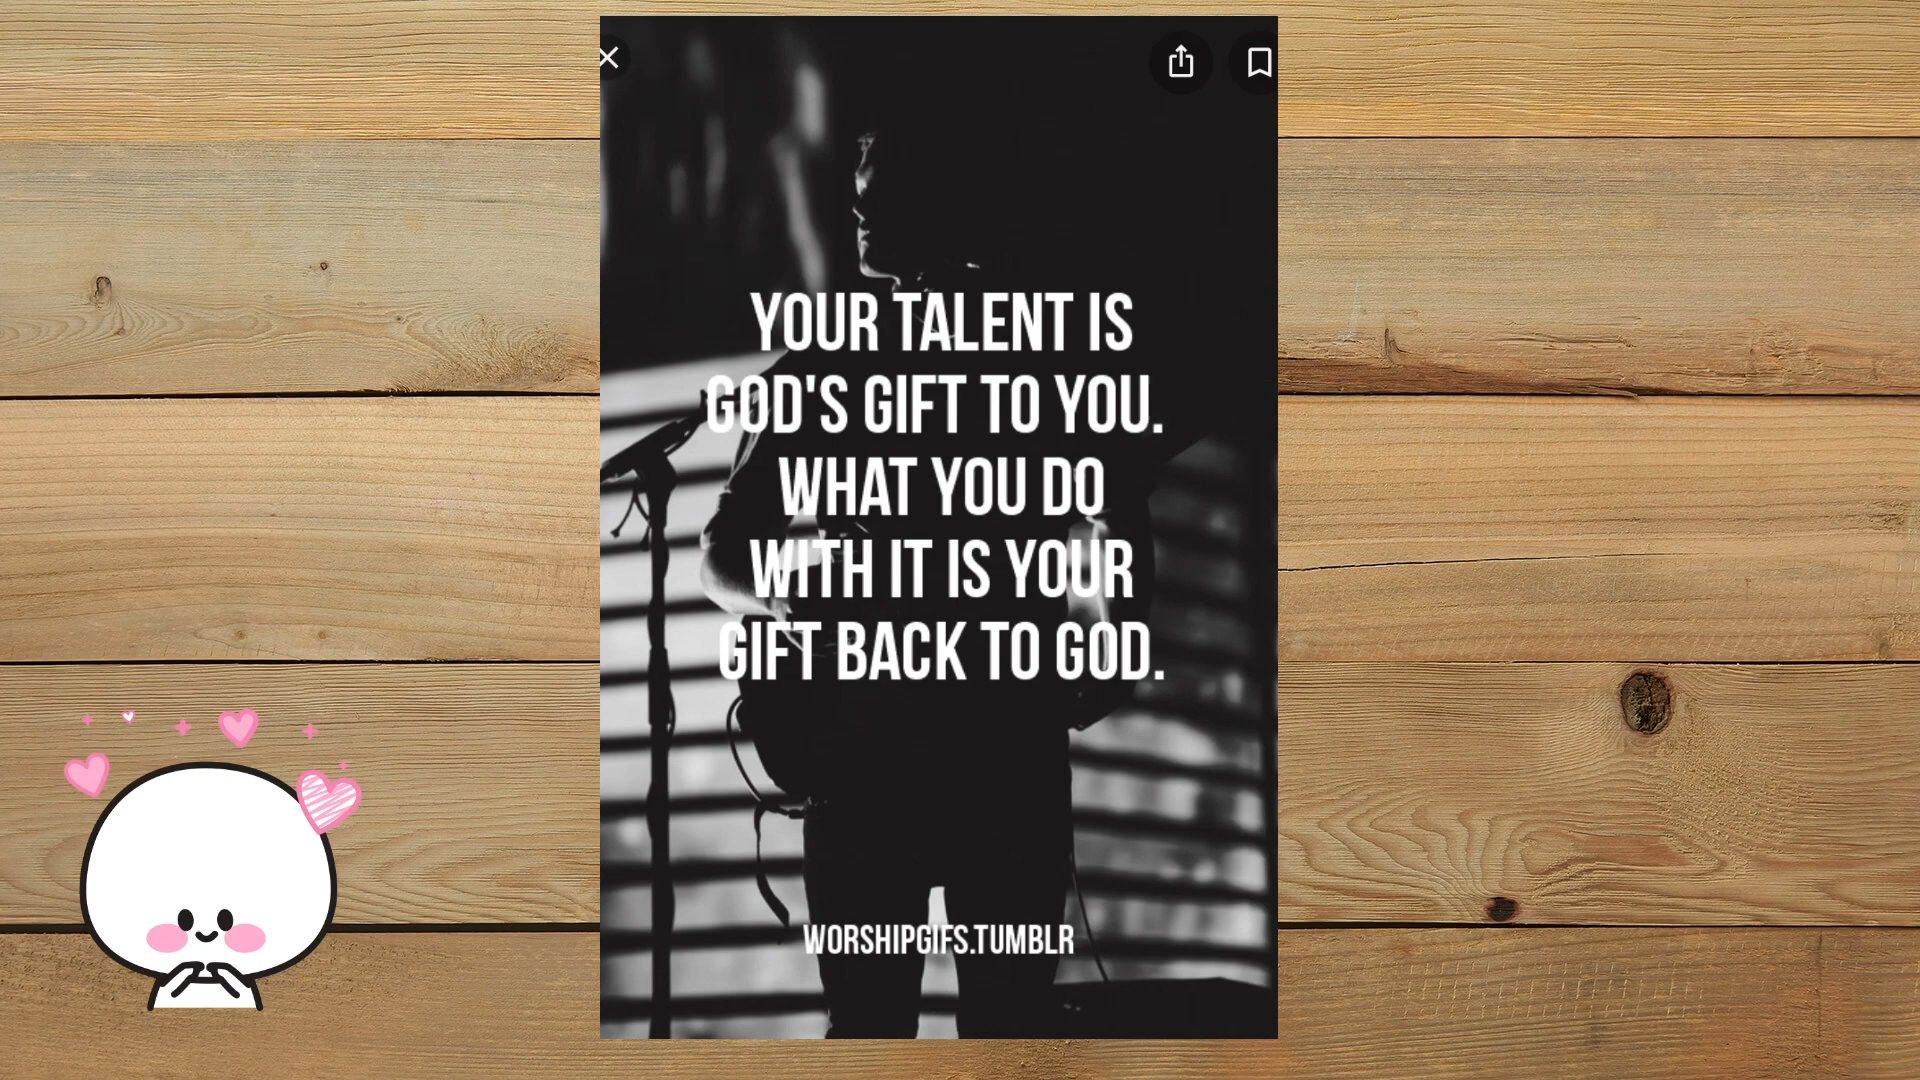 YOUR TALENT IS
GOD'S GIFT TO YOU.
WHAT YOU DO
WITH IT IS YOUR
GIFT BACK TO GOD.
WORSHIPGIFS.TUMBLR